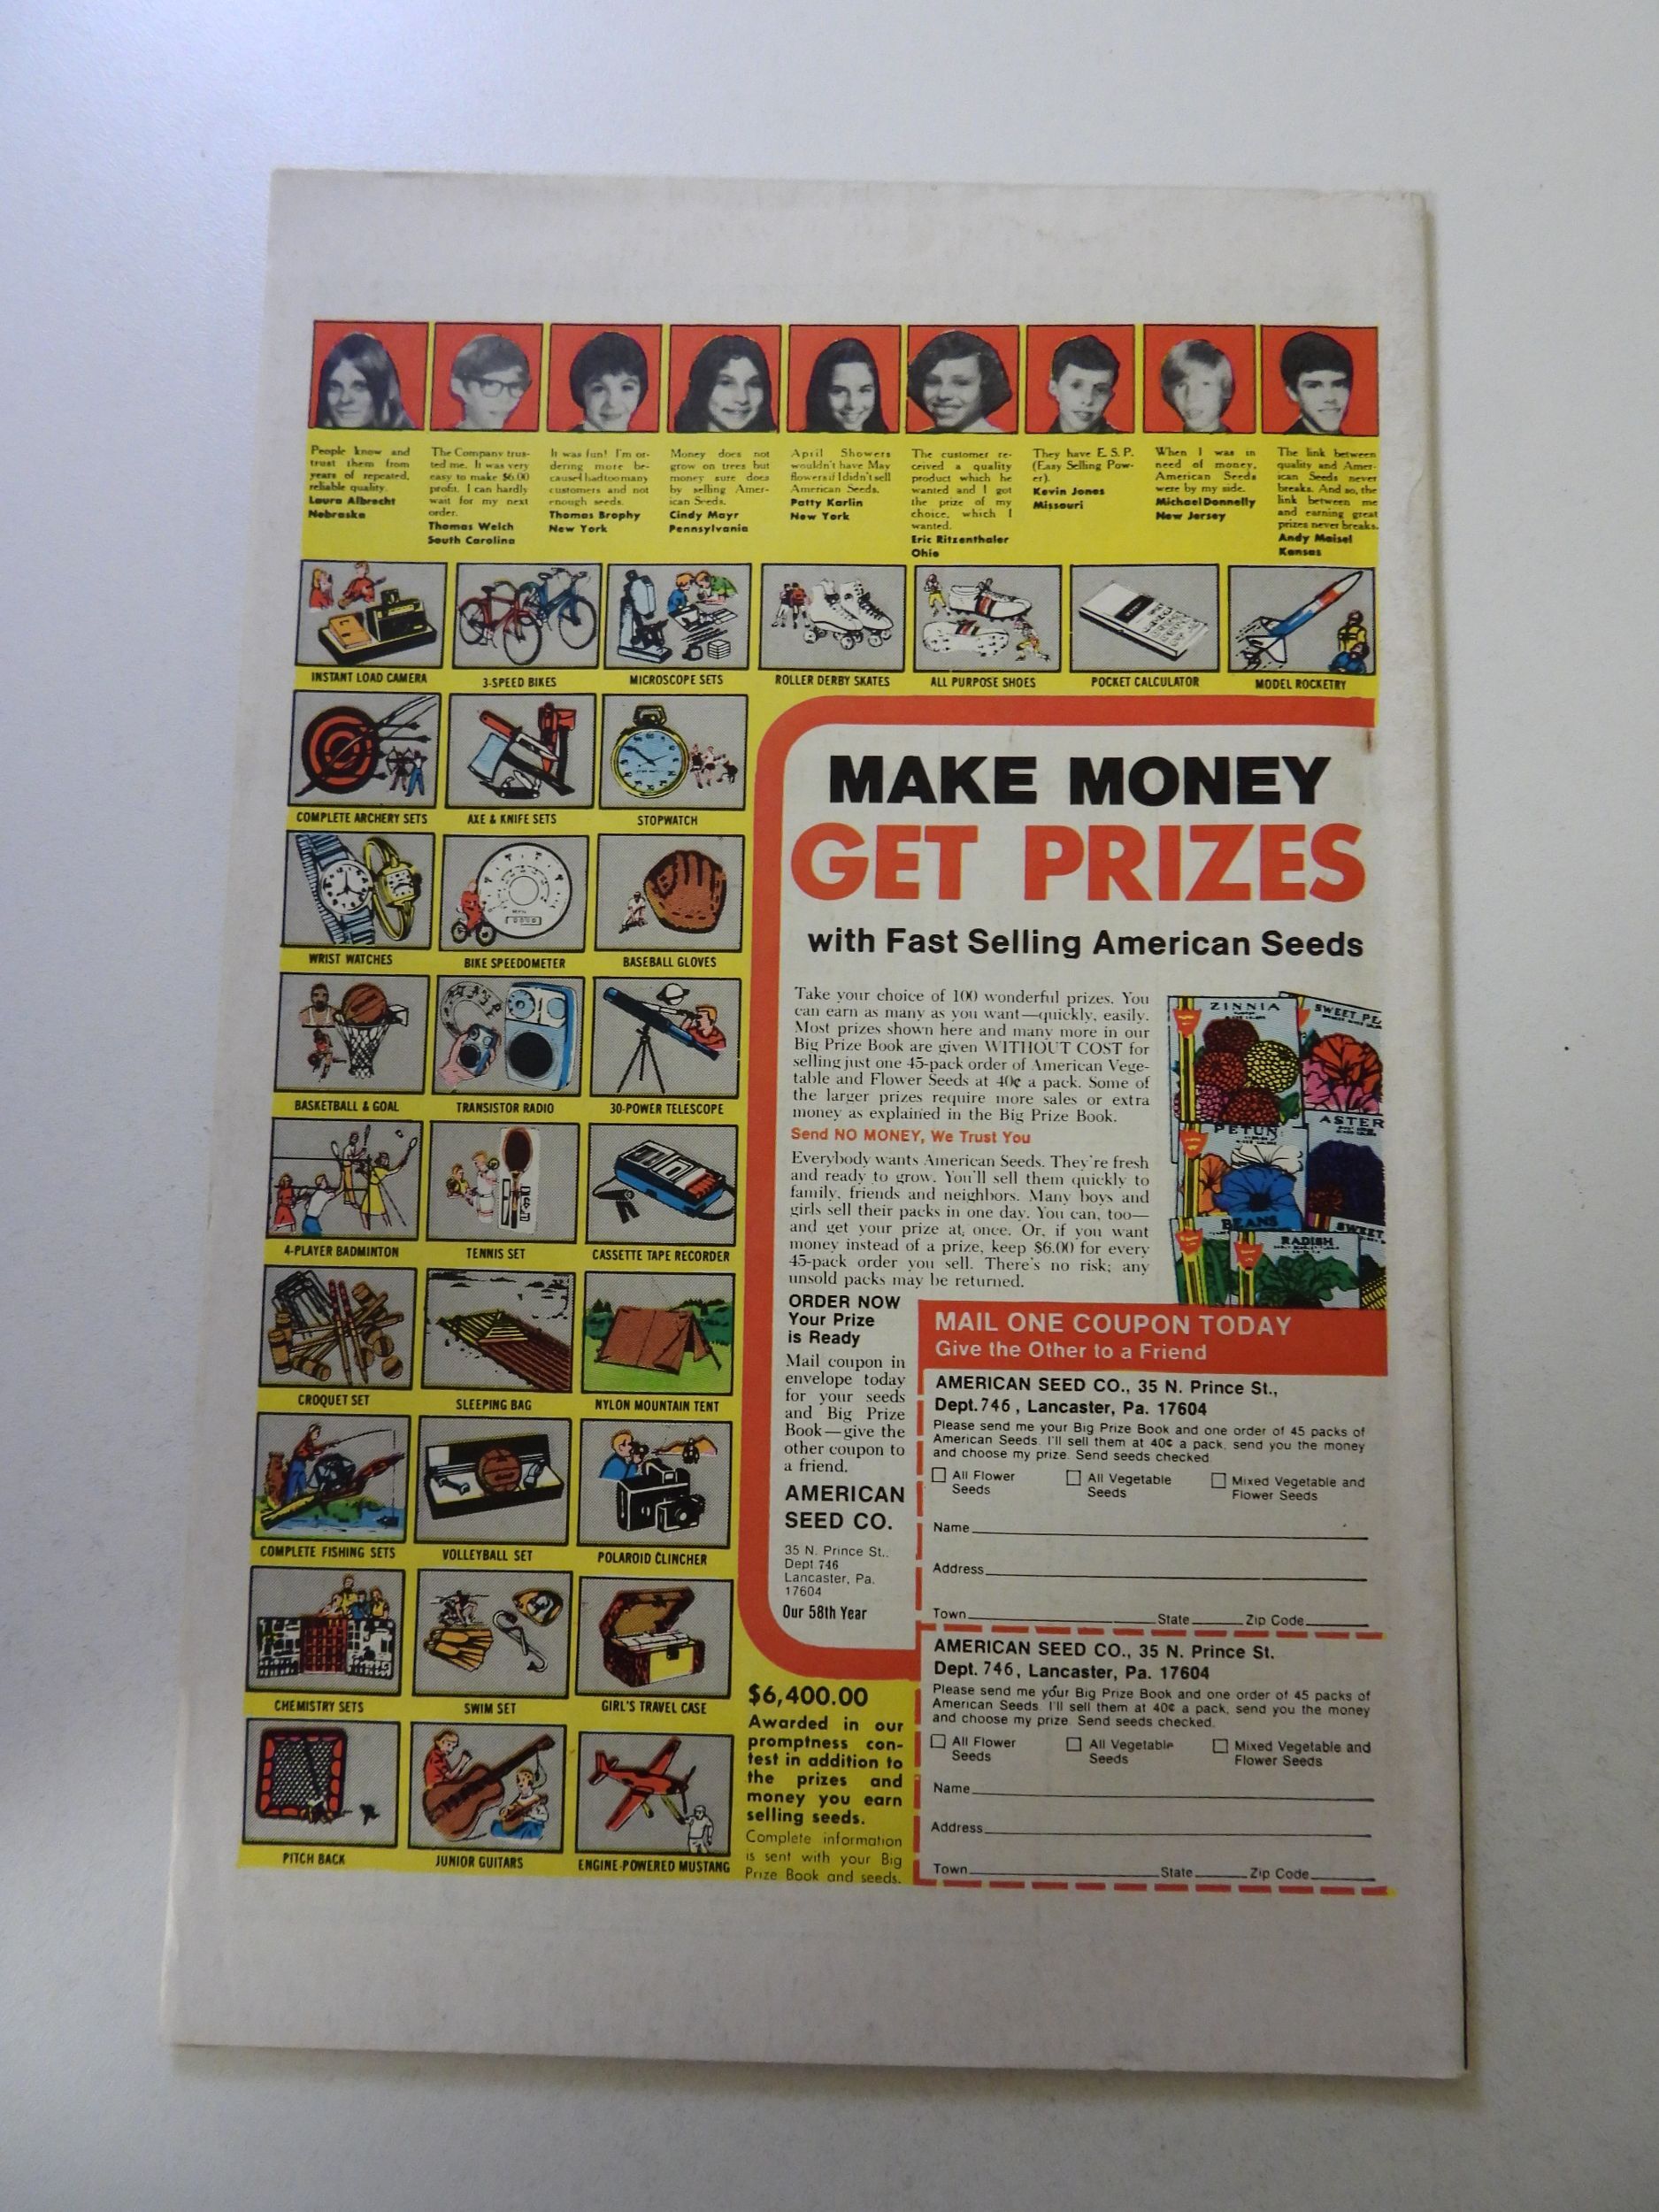 People know and
trust them from
years of repeated,
reliable quality.
Laura Albrecht
Nebraska
The Company trus-
ted me. It was very
easy to make $6.00
profit. I can hardly
wait for my next
order.
Thomas Welch
South Carolina
It was fun! I'm or-
dering more be-
cause I had too many
customers and not
enough seeds.
Thomas Brophy
New York
Money does not
grow on trees but
money sure does
by selling Amer-
ican Seeds.
Cindy Mayr
Pennsylvania
April Showers
wouldn't have May
flowers if I didn't sell
American Seeds.
Patty Karlin
New York
The customer re-
ceived a quality
product which he
wanted and I got
the prize of my
choice, which I
wanted.
Eric Ritzenthaler
Ohio
They have E. S. P.
(Easy Selling Pow-
er).
Kevin Jones
Missouri
When I was in
need of money,
American Seeds
were by my side.
Michael Donnelly
New Jersey
The link between
quality and Amer-
ican Seeds never
breaks. And so, the
link between me
and earning great
prizes never breaks.
Andy Maisel
Kansas
INSTANT LOAD CAMERA
3-SPEED BIKES
MICROSCOPE SETS
ROLLER DERBY SKATES
ALL PURPOSE SHOES
POCKET CALCULATOR
MODEL ROCKETRY
COMPLETE ARCHERY SETS
AXE & KNIFE SETS
STOPWATCH
WRIST WATCHES
BIKE SPEEDOMETER
BASEBALL GLOVES
BASKETBALL & GOAL
TRANSISTOR RADIO
30-POWER TELESCOPE
4-PLAYER BADMINTON
TENNIS SET
CASSETTE TAPE RECORDER
CROQUET SET
SLEEPING BAG
NYLON MOUNTAIN TENT
COMPLETE FISHING SETS
VOLLEYBALL SET
POLAROID CLINCHER
CHEMISTRY SETS
SWIM SET
GIRL'S TRAVEL CASE
PITCH BACK
JUNIOR GUITARS
ENGINE-POWERED MUSTANG
MAKE MONEY
GET PRIZES
with Fast Selling American Seeds
Take your choice of 100 wonderful prizes. You
can earn as many as you want—quickly, easily.
Most prizes shown here and many more in our
Big Prize Book are given WITHOUT COST for
selling just one 45-pack order of American Vege-
table and Flower Seeds at 40¢ a pack. Some of
the larger prizes require more sales or extra
money as explained in the Big Prize Book.
Send NO MONEY, We Trust You
Everybody wants American Seeds. They're fresh
and ready to grow. You'll sell them quickly to
family, friends and neighbors. Many boys and
girls sell their packs in one day. You can, too—
and get your prize at once. Or, if you want
money instead of a prize, keep $6.00 for every
45-pack order you sell. There's no risk; any
unsold packs may be returned.
ZINNIA
SWEET PE
ASTER
PETUN
BEANS
RADISH
SWEET
ORDER NOW
Your Prize
is Ready
Mail coupon in
envelope today
for your seeds
and Big Prize
Book—give the
other coupon to
a friend.
AMERICAN
SEED CO.
35 N. Prince St.,
Dept 746
Lancaster, Pa.
17604
Our 58th Year
$6,400.00
Awarded in our
promptness con-
test in addition to
the prizes and
money you earn
selling seeds.
Complete information
is sent with your Big
Prize Book and seeds.
MAIL ONE COUPON TODAY
Give the Other to a Friend
AMERICAN SEED CO., 35 N. Prince St.,
Dept. 746, Lancaster, Pa. 17604
Please send me your Big Prize Book and one order of 45 packs of
American Seeds. I'll sell them at 40¢ a pack, send you the money
and choose my prize. Send seeds checked.
All Flower
Seeds
All Vegetable
Seeds
Mixed Vegetable and
Flower Seeds
Name
Address
Town State Zip Code
AMERICAN SEED CO., 35 N. Prince St.
Dept. 746, Lancaster, Pa. 17604
Please send me your Big Prize Book and one order of 45 packs of
American Seeds. I'll sell them at 40¢ a pack, send you the money
and choose my prize. Send seeds checked.
All Flower
Seeds
All Vegetable
Seeds
Mixed Vegetable and
Flower Seeds
Name
Address
Town State Zip Code